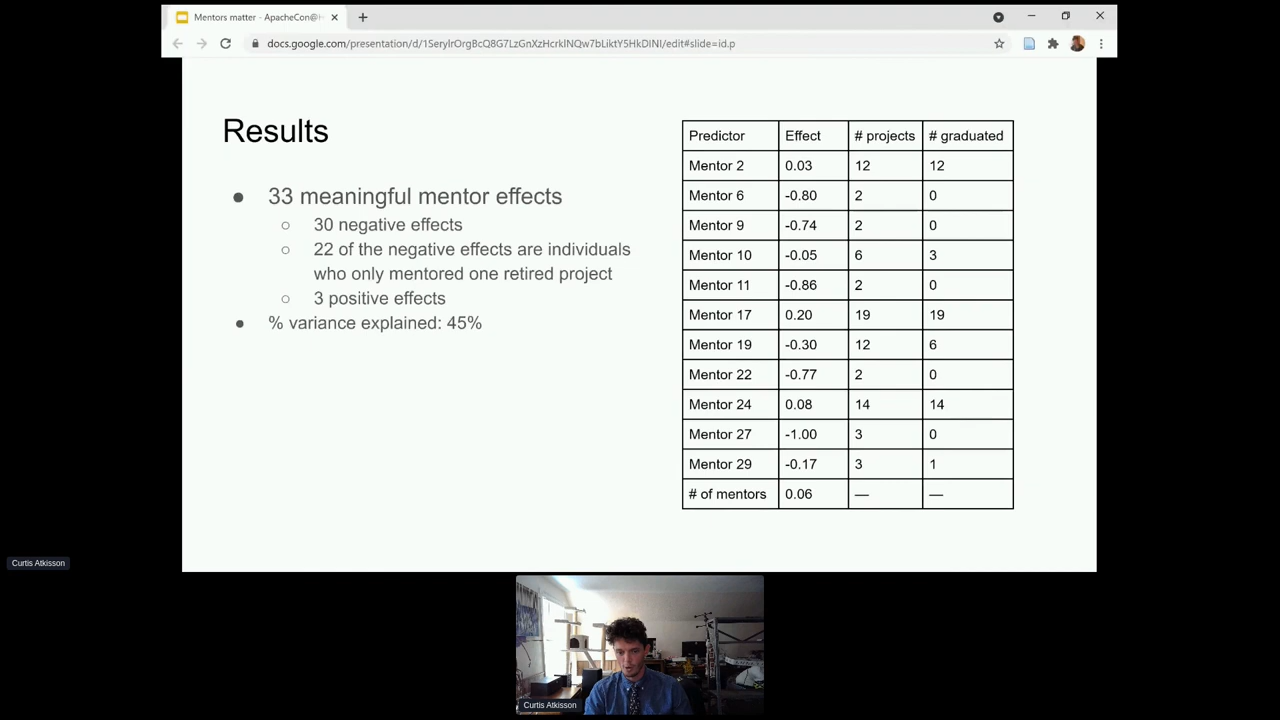 Mentors matter - ApacheCon@H
docs.google.com/presentation/d/1SerylrOrgBcQ8G7LzGnXzHcrklNQw7bLiktY5HkDINI/edit#slide=id.p
Results
● 33 meaningful mentor effects
○ 30 negative effects
○ 22 of the negative effects are individuals
who only mentored one retired project
○ 3 positive effects
● % variance explained: 45%
Predictor Effect # projects # graduated
Mentor 2 0.03 12 12
Mentor 6 -0.80 2 0
Mentor 9 -0.74 2 0
Mentor 10 -0.05 6 3
Mentor 11 -0.86 2 0
Mentor 17 0.20 19 19
Mentor 19 -0.30 12 6
Mentor 22 -0.77 2 0
Mentor 24 0.08 14 14
Mentor 27 -1.00 3 0
Mentor 29 -0.17 3 1
# of mentors 0.06 — —
Curtis Atkisson
Curtis Atkisson